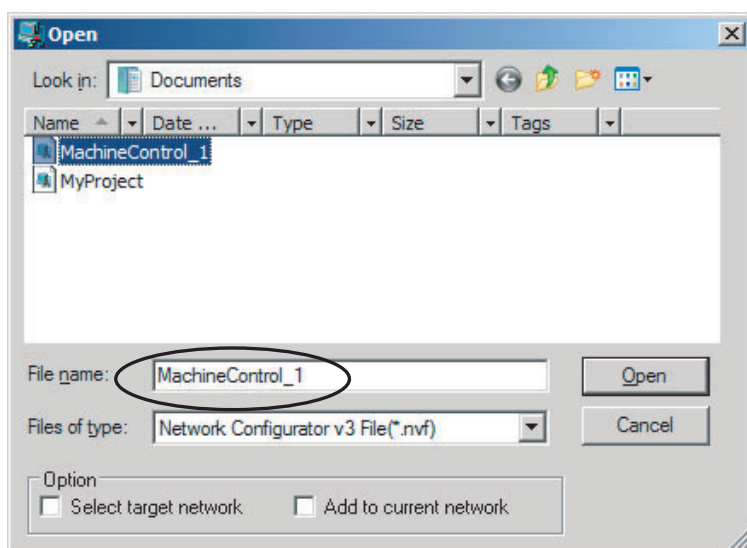 Open
Look in: Documents
Name Date ... Type Size Tags
MachineControl_1
MyProject
File name: MachineControl_1 Open
Files of type: Network Configurator v3 File(*.nvf) Cancel
Option
Select target network Add to current network